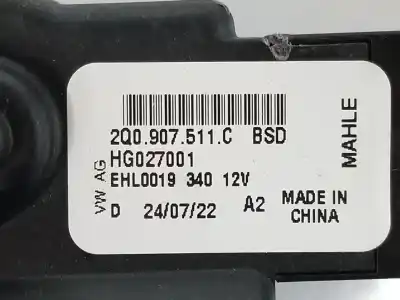 2Q0.907.511.C BSD
HG027001
EHL0019 340 12V
D 24/07/22 A2
VW AG
MADE IN
CHINA
MAHLE